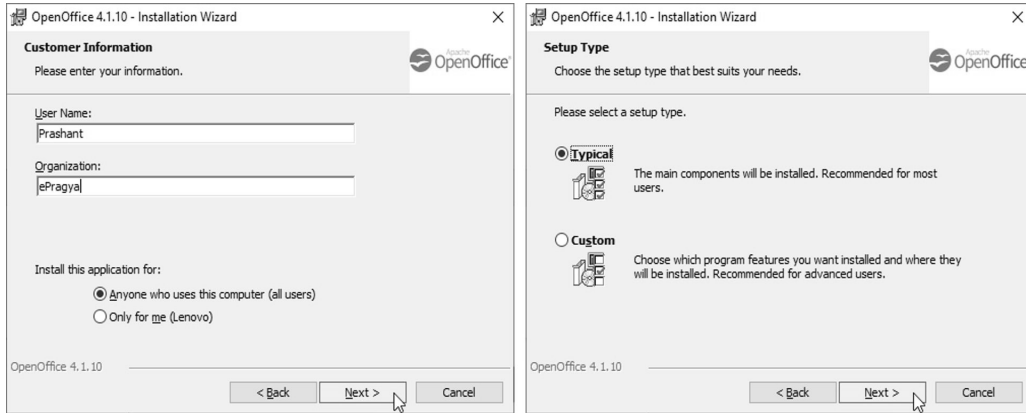 OpenOffice 4.1.10 - Installation Wizard
Customer Information
Please enter your information.
Apache
OpenOffice
User Name:
Prashant
Organization:
ePragya
Install this application for:
Anyone who uses this computer (all users)
Only for me (Lenovo)
OpenOffice 4.1.10
< Back Next > Cancel
OpenOffice 4.1.10 - Installation Wizard
Setup Type
Choose the setup type that best suits your needs.
Apache
OpenOffice
Please select a setup type.
Typical
The main components will be installed. Recommended for most
users.
Custom
Choose which program features you want installed and where they
will be installed. Recommended for advanced users.
OpenOffice 4.1.10
< Back Next > Cancel